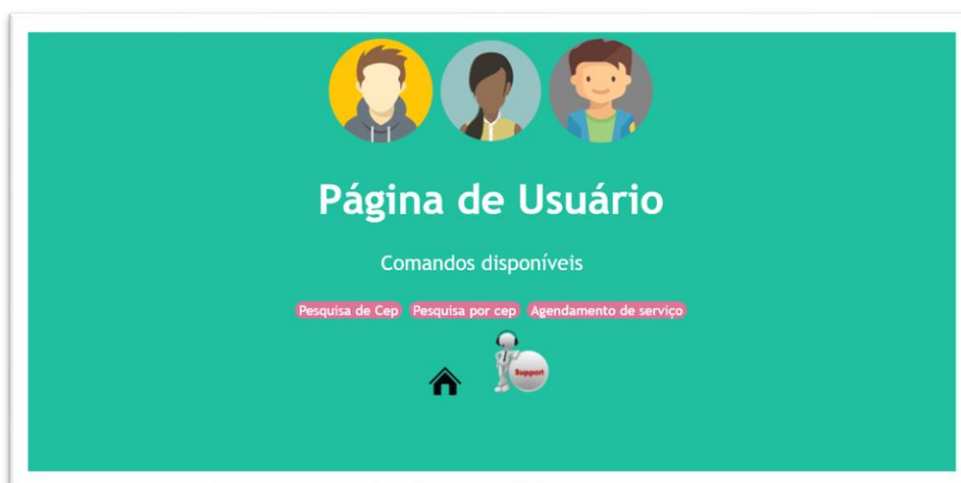 Página de Usuário
Comandos disponíveis
Pesquisa de Cep Pesquisa por cep Agendamento de serviço
Support